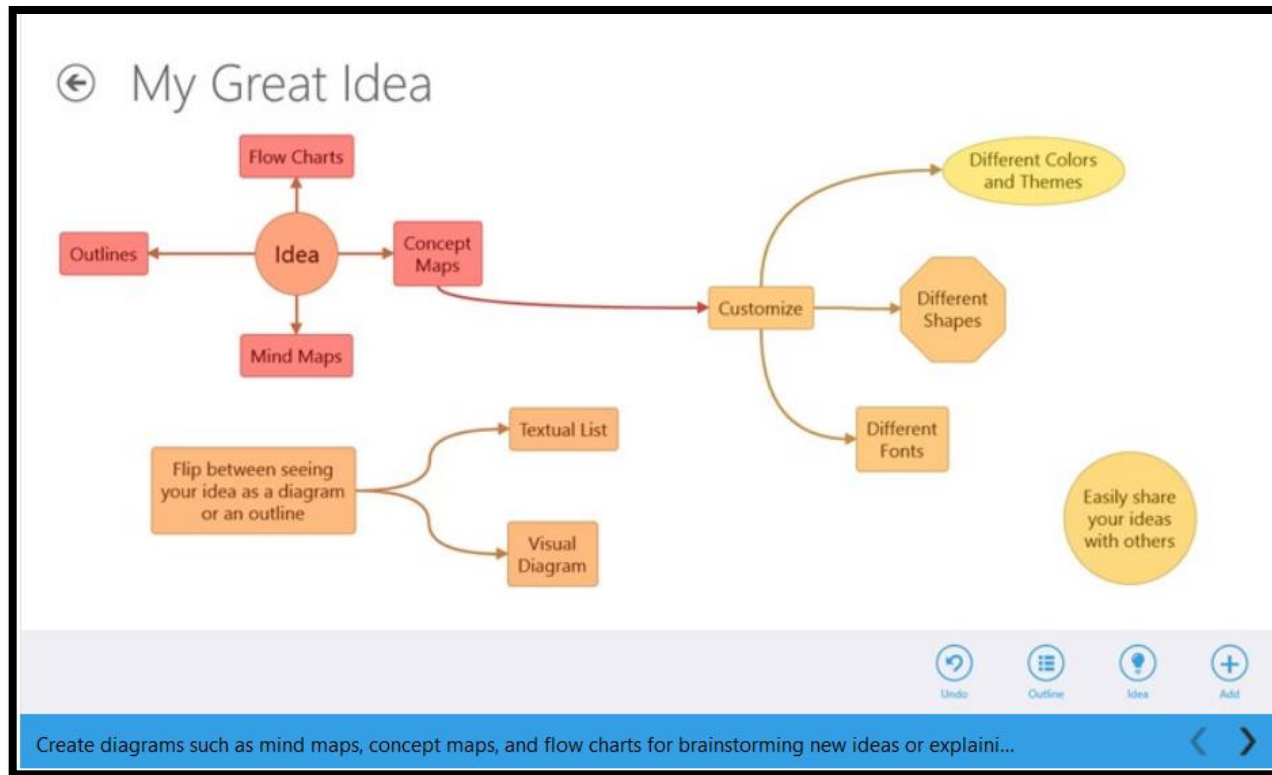 My Great Idea
Flow Charts
Outlines
Idea
Concept
Maps
Mind Maps
Customize
Different Colors
and Themes
Different
Shapes
Different
Fonts
Flip between seeing
your idea as a diagram
or an outline
Textual List
Visual
Diagram
Easily share
your ideas
with others
Undo
Outline
Idea
Add
Create diagrams such as mind maps, concept maps, and flow charts for brainstorming new ideas or explaini...